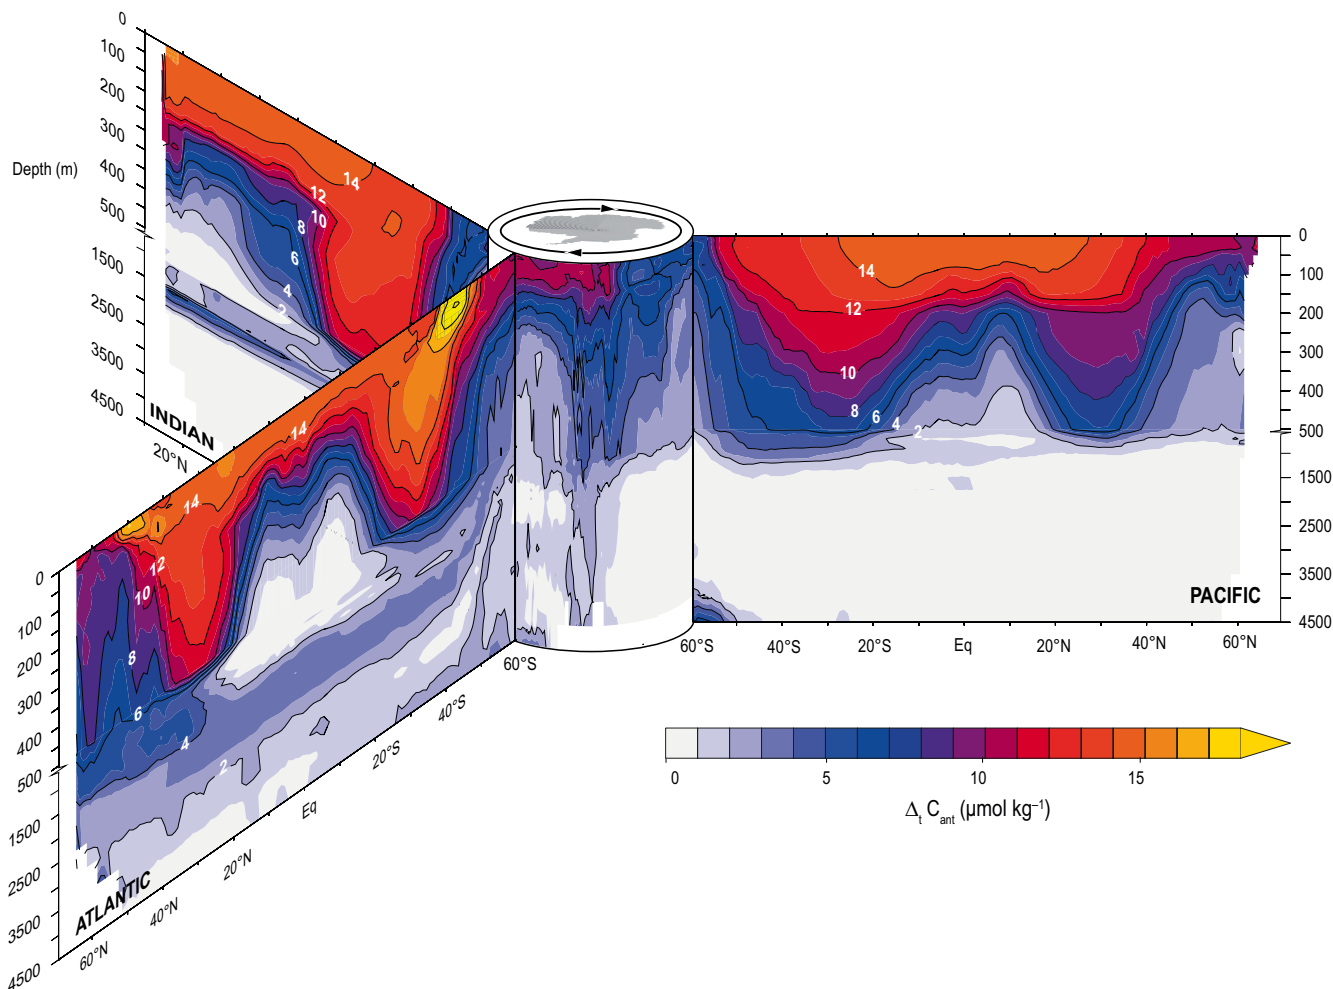 0
100
200
300
400
500
1500
2500
3500
4500
Depth (m)
INDIAN
20°N
14
12
10
8
6
4
2
0
100
200
300
400
500
1500
2500
3500
4500
ATLANTIC
60°N
40°N
20°N
Eq
20°S
40°S
60°S
14
14
12
10
8
6
4
2
14
12
10
8
6
4
2
0
100
200
300
400
500
1500
2500
3500
4500
PACIFIC
60°S
40°S
20°S
Eq
20°N
40°N
60°N
0
5
10
15
Δt Cant (µmol kg–1)